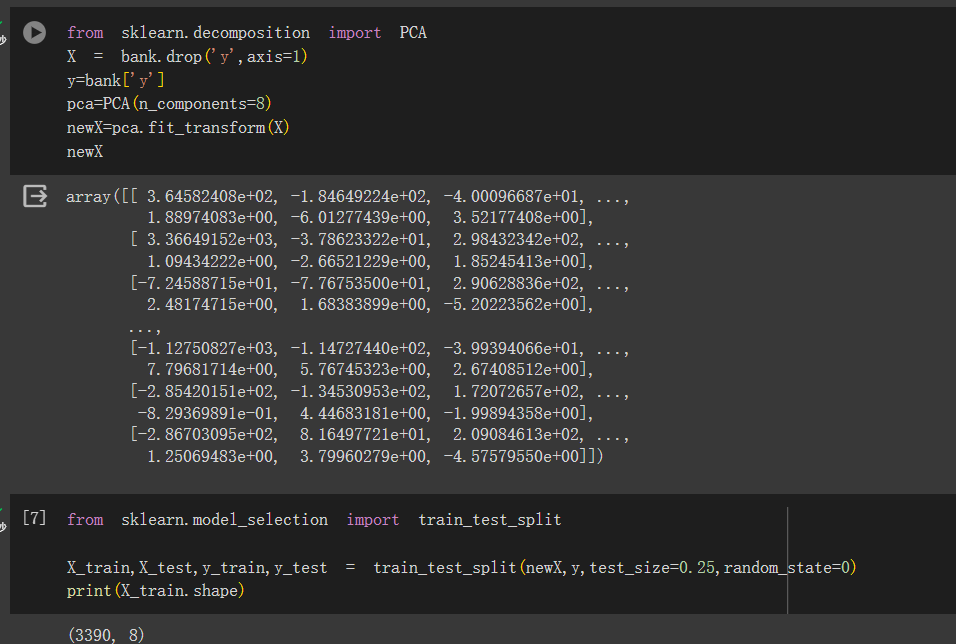 from sklearn.decomposition import PCA
X = bank.drop('y',axis=1)
y=bank['y']
pca=PCA(n_components=8)
newX=pca.fit_transform(X)
newX
array([[ 3.64582408e+02, -1.84649224e+02, -4.00096687e+01, ...,
1.88974083e+00, -6.01277439e+00, 3.52177408e+00],
[ 3.36649152e+03, -3.78623322e+01, 2.98432342e+02, ...,
1.09434222e+00, -2.66521229e+00, 1.85245413e+00],
[-7.24588715e+01, -7.76753500e+01, 2.90628836e+02, ...,
2.48174715e+00, 1.68383899e+00, -5.20223562e+00],
...,
[-1.12750827e+03, -1.14727440e+02, -3.99394066e+01, ...,
7.79681714e+00, 5.76745323e+00, 2.67408512e+00],
[-2.85420151e+02, -1.34530953e+02, 1.72072657e+02, ...,
-8.29369891e-01, 4.44683181e+00, -1.99894358e+00],
[-2.86703095e+02, 8.16497721e+01, 2.09084613e+02, ...,
1.25069483e+00, 3.79960279e+00, -4.57579550e+00]])
[7] from sklearn.model_selection import train_test_split
X_train,X_test,y_train,y_test = train_test_split(newX,y,test_size=0.25,random_state=0)
print(X_train.shape)
(3390, 8)